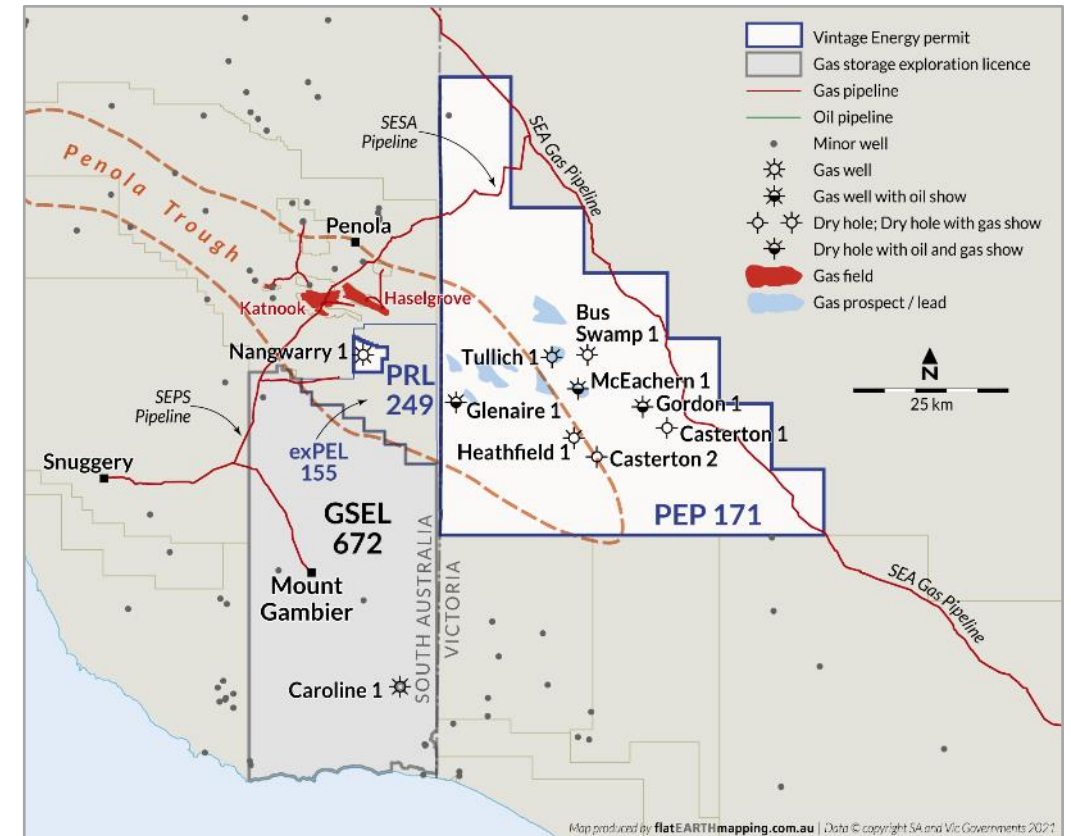 Vintage Energy permit
Gas storage exploration licence
Gas pipeline
Oil pipeline
Minor well
Gas well
Gas well with oil show
Dry hole; Dry hole with gas show
Dry hole with oil and gas show
Gas field
Gas prospect / lead
N
25 km
SESA
Pipeline
SEA Gas Pipeline
Penola Trough
Penola
Katnook
Haselgrove
Nangwarry 1
PRL
249
Bus
Swamp 1
Tullich 1
McEachern 1
Glenaire 1
Gordon 1
Casterton 1
Heathfield 1
Casterton 2
SEPS
Pipeline
exPEL
155
Snuggery
GSEL
672
PEP 171
Mount
Gambier
SOUTH AUSTRALIA
VICTORIA
SEA Gas Pipeline
Caroline 1
Map produced by flatEARTHmapping.com.au | Data © copyright SA and Vic Governments 2021